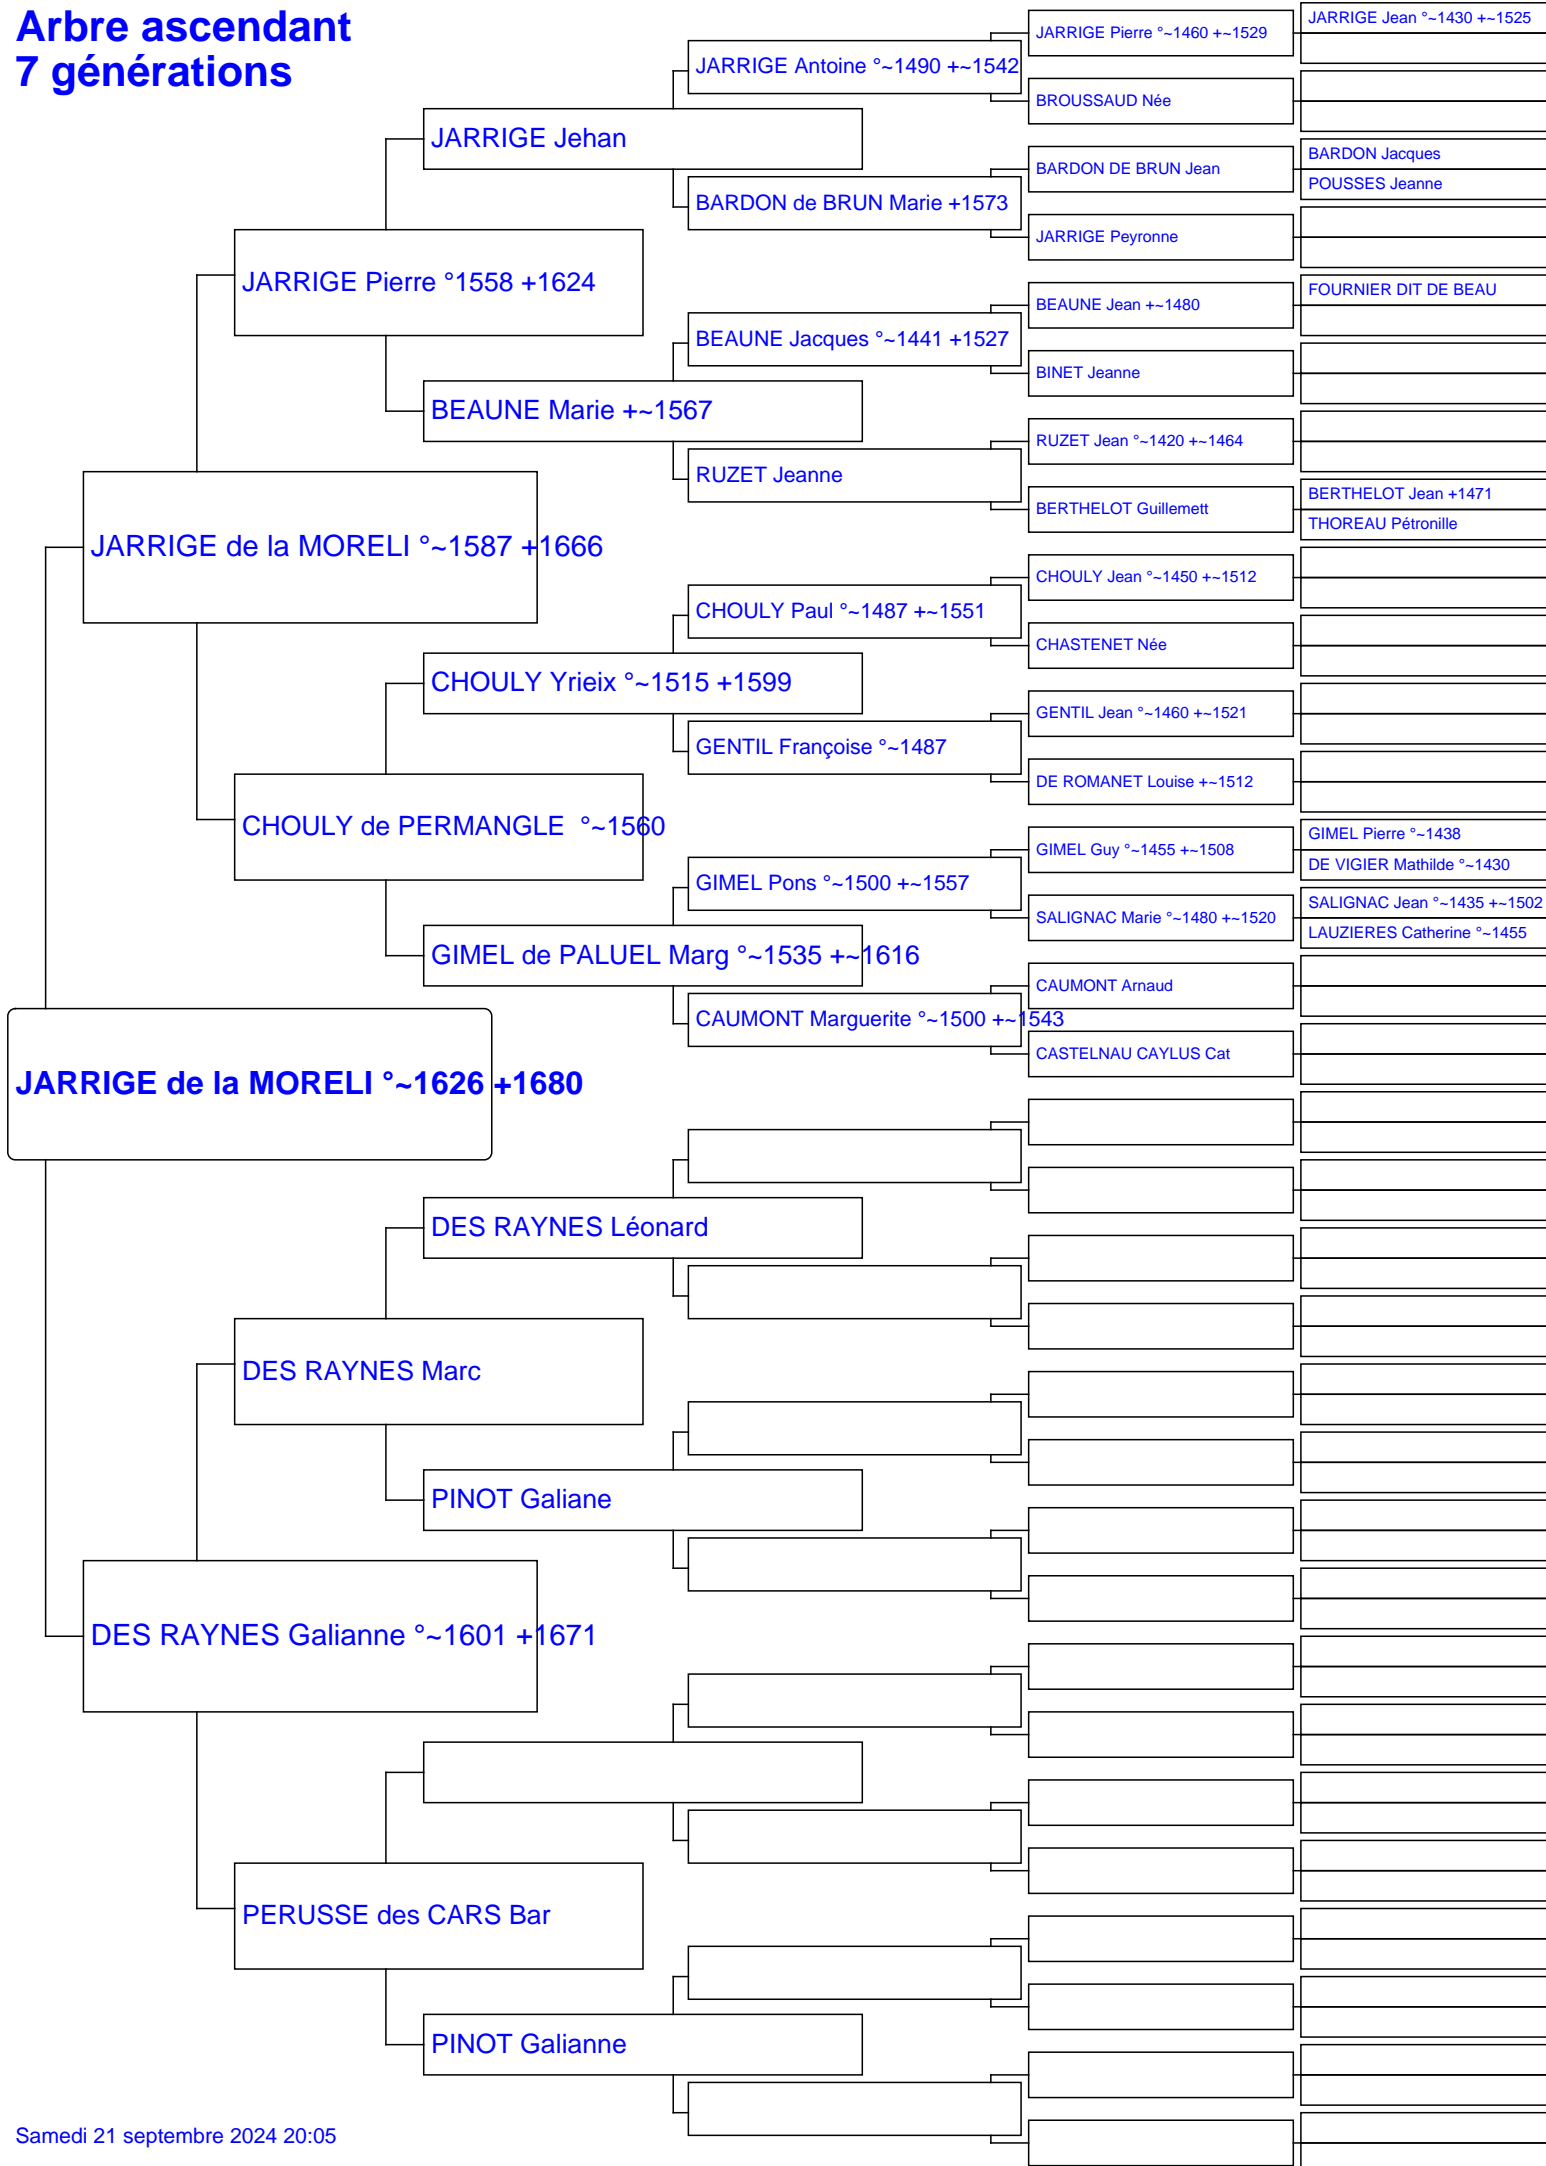 Arbre ascendant
7 générations
JARRIGE de la MORELI °~1626 +1680
JARRIGE de la MORELI °~1587 +1666
DES RAYNES Galianne °~1601 +1671
JARRIGE Pierre °1558 +1624
CHOULY de PERMANGLE  °~1560
DES RAYNES Marc
PERUSSE des CARS Bar
JARRIGE Jehan
BEAUNE Marie +~1567
CHOULY Yrieix °~1515 +1599
GIMEL de PALUEL Marg °~1535 +~1616
DES RAYNES Léonard
PINOT Galiane
PINOT Galianne
JARRIGE Antoine °~1490 +~1542
BARDON de BRUN Marie +1573
BEAUNE Jacques °~1441 +1527
RUZET Jeanne
CHOULY Paul °~1487 +~1551
GENTIL Françoise °~1487
GIMEL Pons °~1500 +~1557
CAUMONT Marguerite °~1500 +~1543
JARRIGE Pierre °~1460 +~1529
BROUSSAUD Née
BARDON DE BRUN Jean
JARRIGE Peyronne
BEAUNE Jean +~1480
BINET Jeanne
RUZET Jean °~1420 +~1464
BERTHELOT Guillemett
CHOULY Jean °~1450 +~1512
CHASTENET Née
GENTIL Jean °~1460 +~1521
DE ROMANET Louise +~1512
GIMEL Guy °~1455 +~1508
SALIGNAC Marie °~1480 +~1520
CAUMONT Arnaud
CASTELNAU CAYLUS Cat
JARRIGE Jean °~1430 +~1525
BARDON Jacques
POUSSES Jeanne
FOURNIER DIT DE BEAU
BERTHELOT Jean +1471
THOREAU Pétronille
GIMEL Pierre °~1438
DE VIGIER Mathilde °~1430
SALIGNAC Jean °~1435 +~1502
LAUZIERES Catherine °~1455
Samedi 21 septembre 2024 20:05